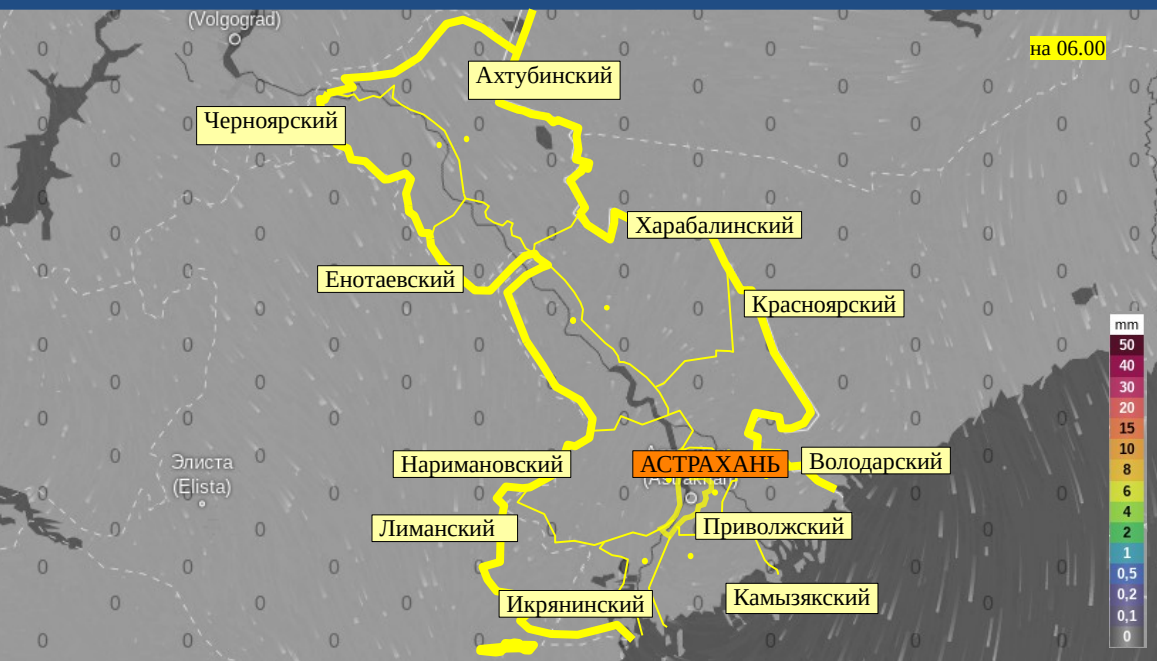 (Volgograd)
на 06.00
Ахтубинский
Черноярский
Харабалинский
Енотаевский
Красноярский
mm
50
40
30
20
15
10
8
6
4
2
1
0,5
0,2
0,1
0
Элиста
(Elista)
Наримановский
АСТРАХАНЬ
Володарский
Лиманский
Приволжский
Икрянинский
Камызякский